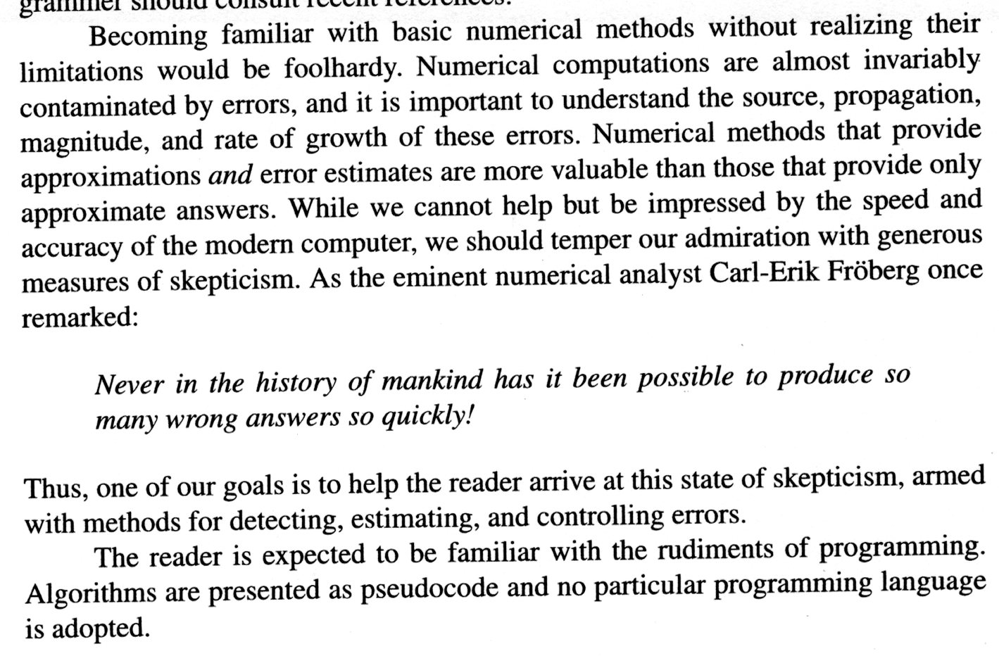 grammer should consult recent references.
Becoming familiar with basic numerical methods without realizing their
limitations would be foolhardy. Numerical computations are almost invariably
contaminated by errors, and it is important to understand the source, propagation,
magnitude, and rate of growth of these errors. Numerical methods that provide
approximations and error estimates are more valuable than those that provide only
approximate answers. While we cannot help but be impressed by the speed and
accuracy of the modern computer, we should temper our admiration with generous
measures of skepticism. As the eminent numerical analyst Carl-Erik Fröberg once
remarked:
Never in the history of mankind has it been possible to produce so
many wrong answers so quickly!
Thus, one of our goals is to help the reader arrive at this state of skepticism, armed
with methods for detecting, estimating, and controlling errors.
The reader is expected to be familiar with the rudiments of programming.
Algorithms are presented as pseudocode and no particular programming language
is adopted.